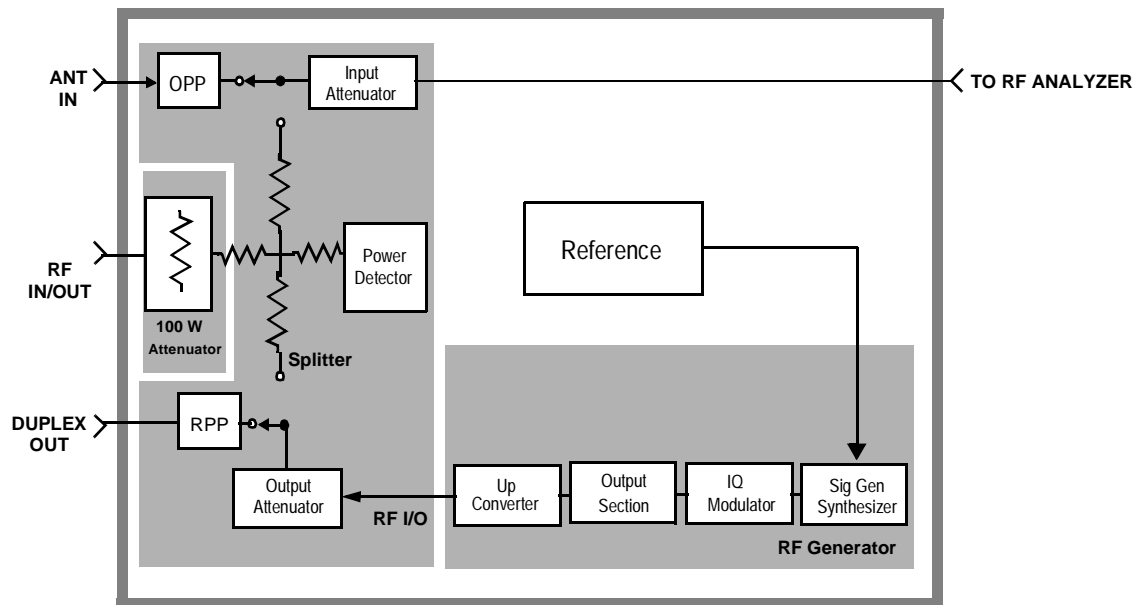 ANT
IN
OPP
Input
Attenuator
TO RF ANALYZER
RF
IN/OUT
100 W
Attenuator
Power
Detector
Splitter
Reference
DUPLEX
OUT
RPP
Output
Attenuator
RF I/O
Up
Converter
Output
Section
IQ
Modulator
Sig Gen
Synthesizer
RF Generator